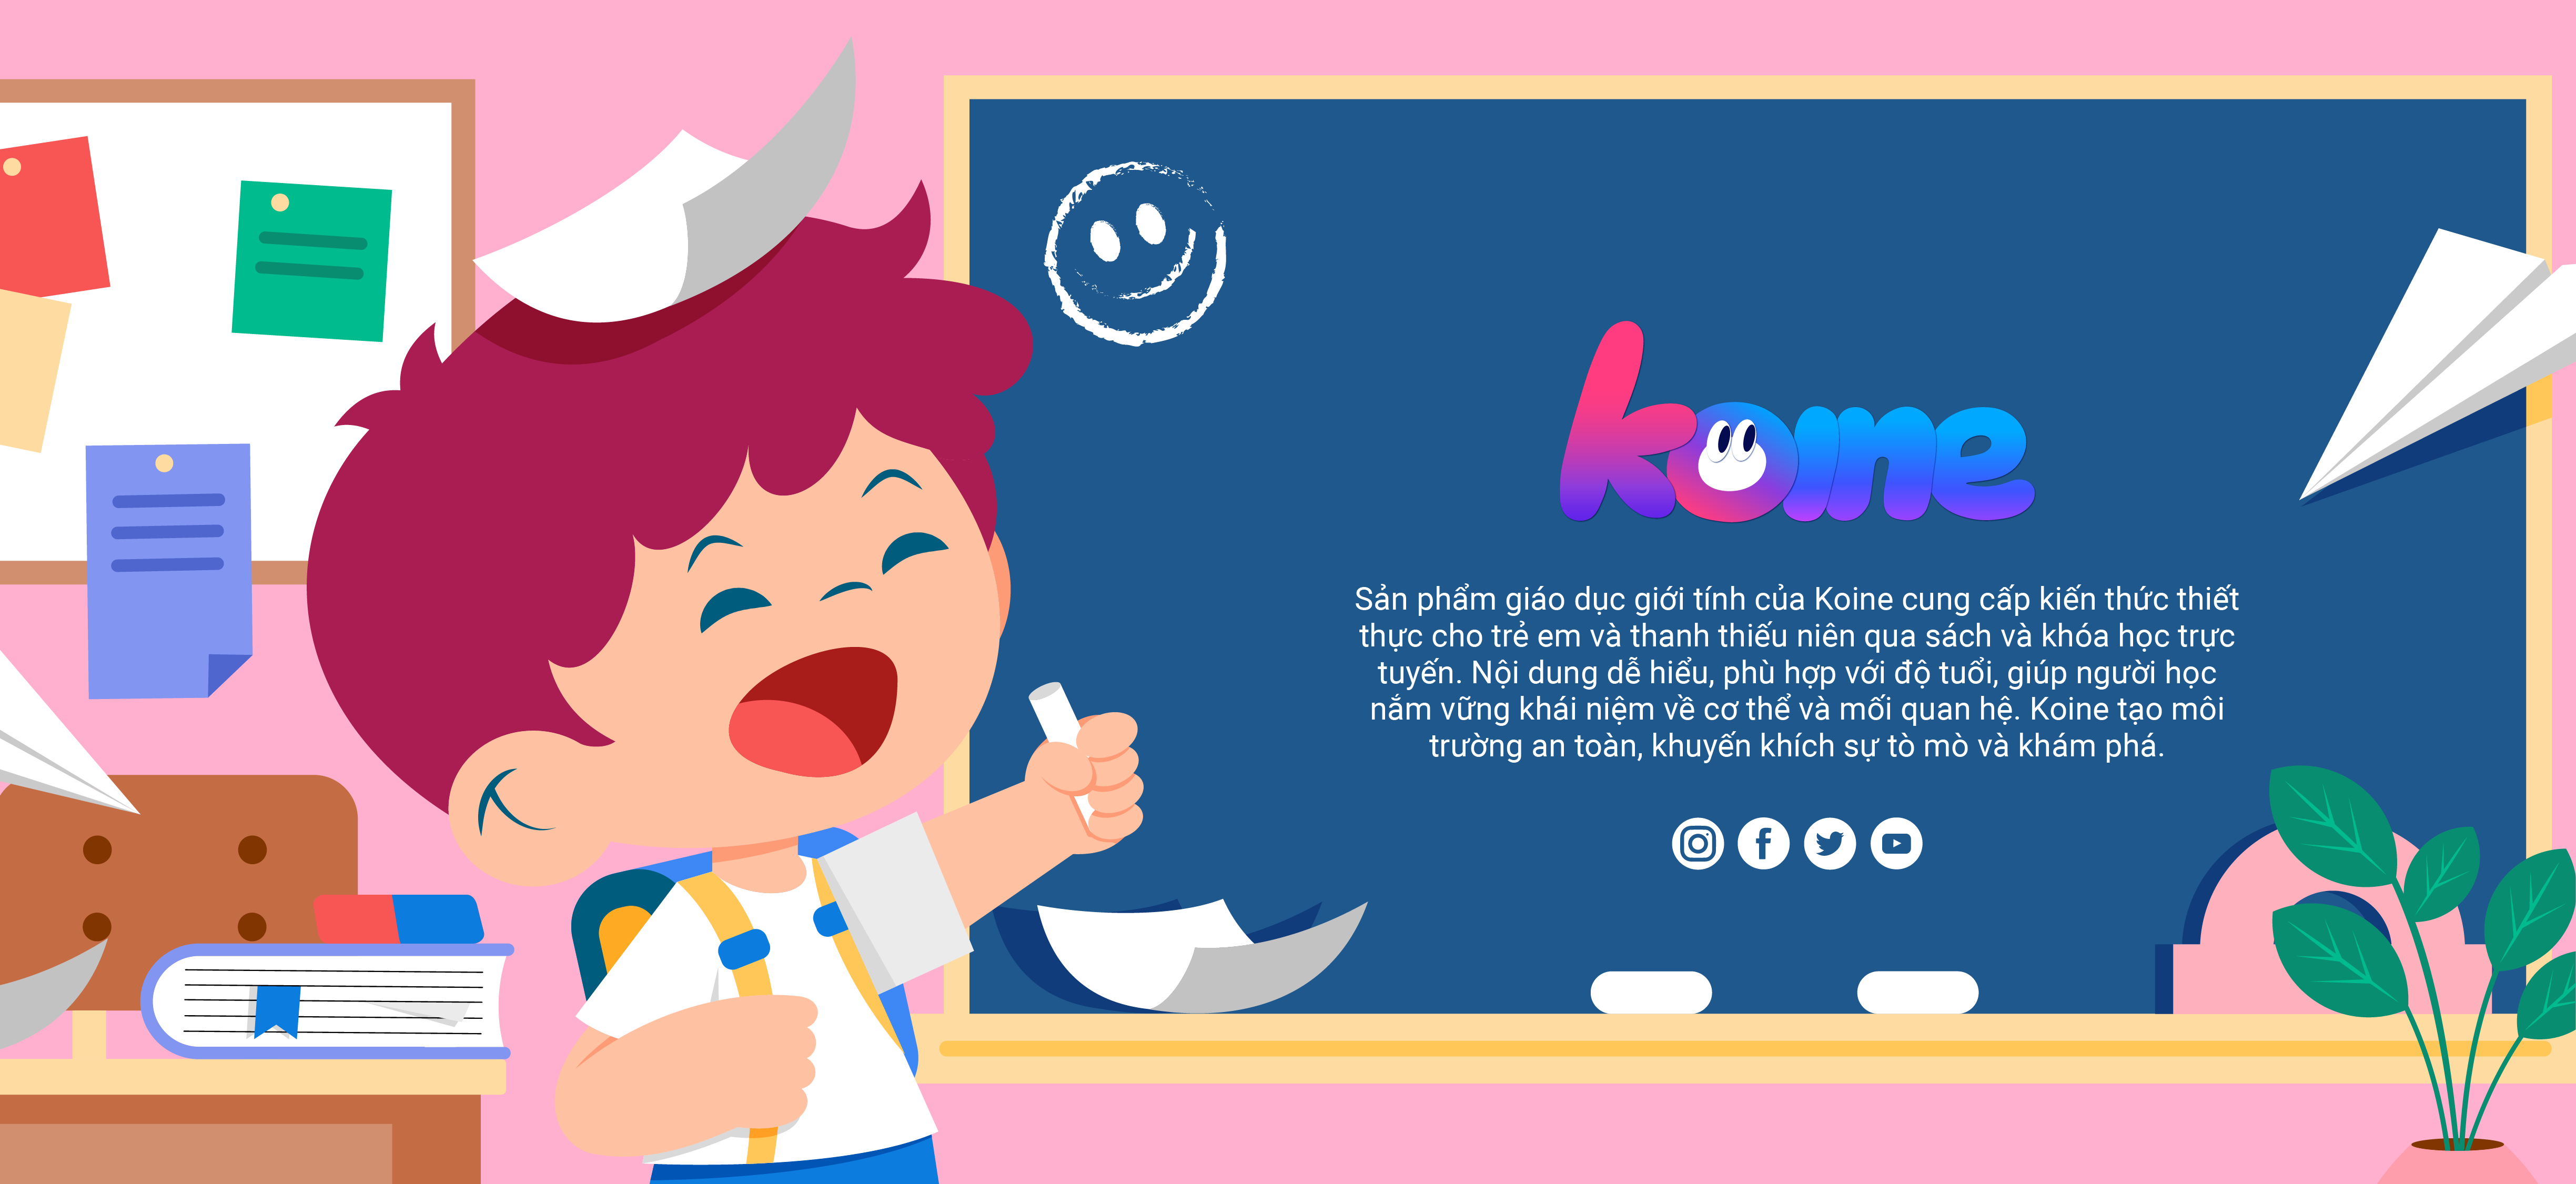 koine
Sản phẩm giáo dục giới tính của Koine cung cấp kiến thức thiết
thực cho trẻ em và thanh thiếu niên qua sách và khóa học trực
tuyến. Nội dung dễ hiểu, phù hợp với độ tuổi, giúp người học
nắm vững khái niệm về cơ thể và mối quan hệ. Koine tạo môi
trường an toàn, khuyến khích sự tò mò và khám phá.